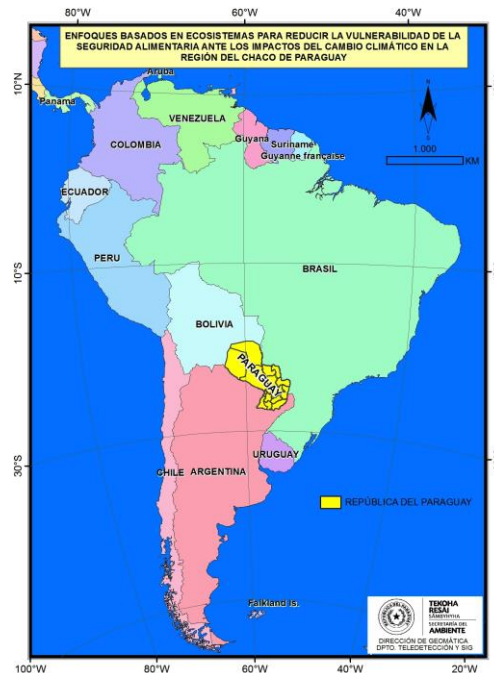 80°W
60°W
40°W
ENFOQUES BASADOS EN ECOSISTEMAS PARA REDUCIR LA VULNERABILIDAD DE LA
SEGURIDAD ALIMENTARIA ANTE LOS IMPACTOS DEL CAMBIO CLIMÁTICO EN LA
REGIÓN DEL CHACO DE PARAGUAY
Aruba
10°N
Panama
VENEZUELA
COLOMBIA
Guyana
Suriname
Guyanne française
1.000
KM
ECUADOR
PERU
BRASIL
10°S
BOLIVIA
PARAGUAY
URUGUAY
30°S
CHILE
ARGENTINA
REPÚBLICA DEL PARAGUAY
Falkland Is.
TEKOHA
RESAI
SÃMBYHYHA
SECRETARÍA DEL
AMBIENTE
DIRECCIÓN DE GEOMÁTICA
DPTO. TELEDETECCIÓN Y SIG
100°W
80°W
60°W
40°W
20°W